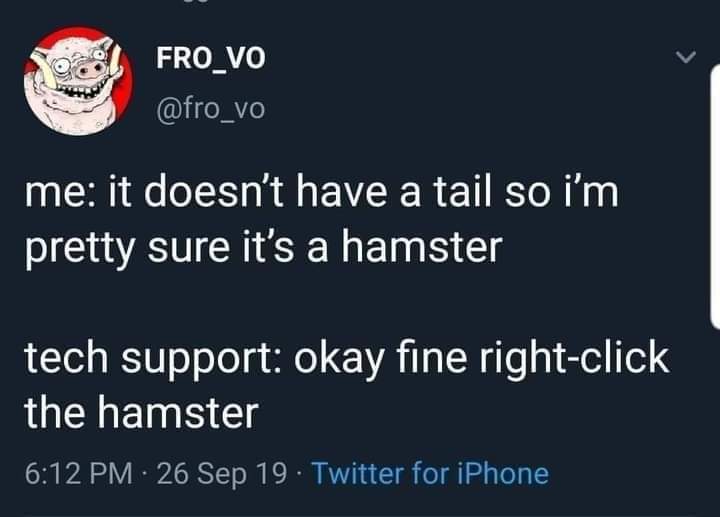 FRO_VO
@fro_vo
me: it doesn't have a tail so i'm
pretty sure it's a hamster
tech support: okay fine right-click
the hamster
6:12 PM · 26 Sep 19 · Twitter for iPhone